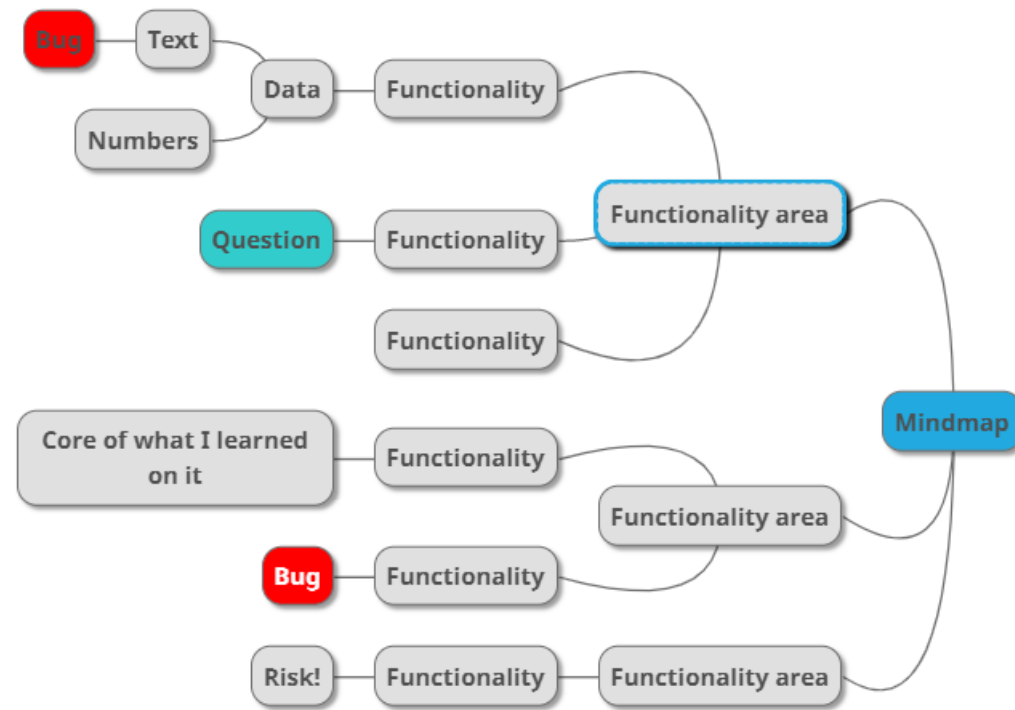 Bug
Text
Data
Functionality
Numbers
Functionality area
Question
Functionality
Functionality
Mindmap
Core of what I learned
on it
Functionality
Functionality area
Bug
Functionality
Risk!
Functionality
Functionality area